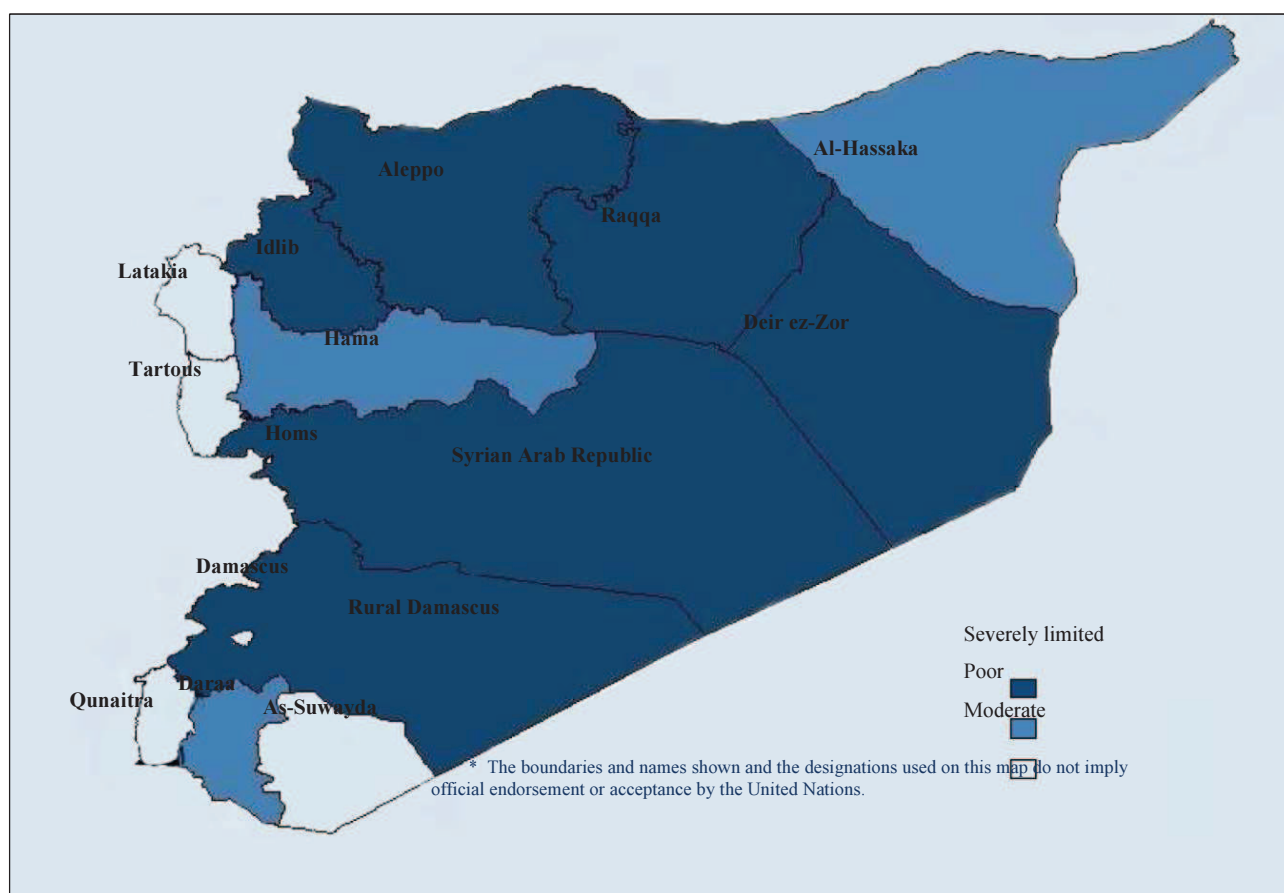 Al-Hassaka
Aleppo
Raqqa
Idlib
Latakia
Deir ez-Zor
Hama
Tartous
Homs
Syrian Arab Republic
Damascus
Rural Damascus
Severely limited
Poor
Daraa
Qunaitra
As-Suwayda
Moderate
* The boundaries and names shown and the designations used on this map do not imply
official endorsement or acceptance by the United Nations.